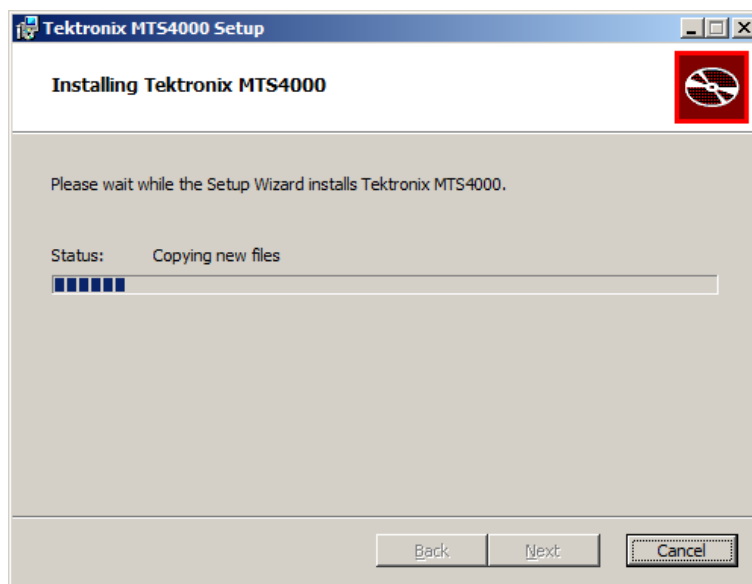 Tektronix MTS4000 Setup
Installing Tektronix MTS4000
Please wait while the Setup Wizard installs Tektronix MTS4000.
Status: Copying new files
Back Next Cancel